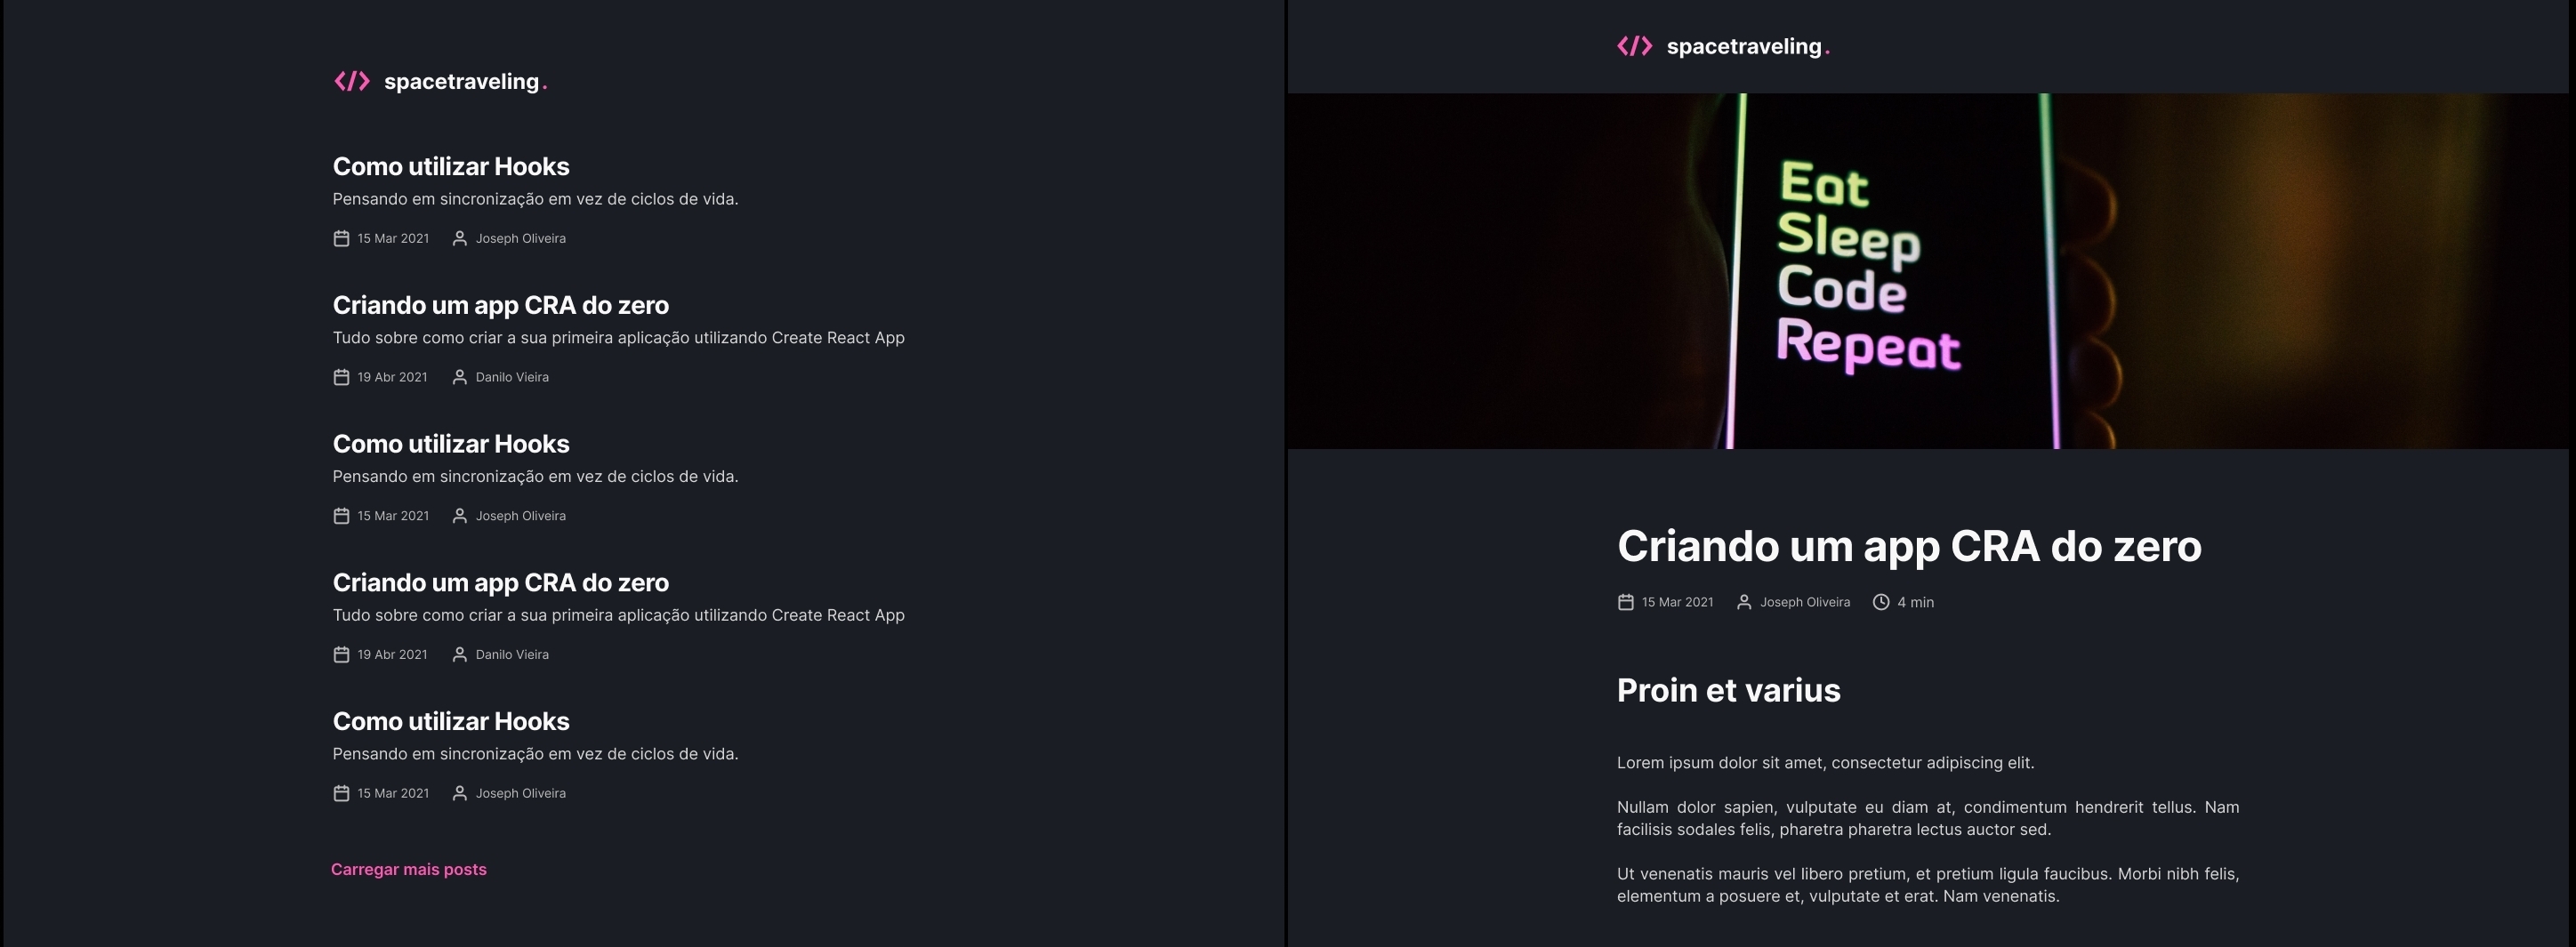 </> spacetraveling.
Como utilizar Hooks
Pensando em sincronização em vez de ciclos de vida.
15 Mar 2021 Joseph Oliveira
Criando um app CRA do zero
Tudo sobre como criar a sua primeira aplicação utilizando Create React App
19 Abr 2021 Danilo Vieira
Como utilizar Hooks
Pensando em sincronização em vez de ciclos de vida.
15 Mar 2021 Joseph Oliveira
Criando um app CRA do zero
Tudo sobre como criar a sua primeira aplicação utilizando Create React App
19 Abr 2021 Danilo Vieira
Como utilizar Hooks
Pensando em sincronização em vez de ciclos de vida.
15 Mar 2021 Joseph Oliveira
Carregar mais posts
</> spacetraveling.
Eat
Sleep
Code
Repeat
Criando um app CRA do zero
15 Mar 2021 Joseph Oliveira 4 min
Proin et varius
Lorem ipsum dolor sit amet, consectetur adipiscing elit.
Nullam dolor sapien, vulputate eu diam at, condimentum hendrerit tellus. Nam
facilisis sodales felis, pharetra pharetra lectus auctor sed.
Ut venenatis mauris vel libero pretium, et pretium ligula faucibus. Morbi nibh felis,
elementum a posuere et, vulputate et erat. Nam venenatis.